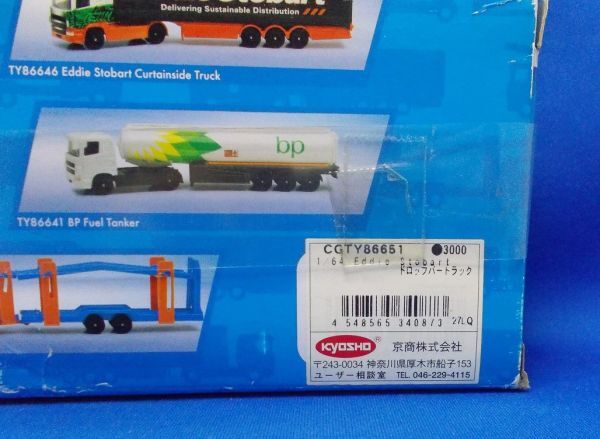 Stobart
Delivering Sustainable Distribution
TY86646 Eddie Stobart Curtainside Truck
bp
TY86641 BP Fuel Tanker
CGTY86651 ●3000
1/64 Eddie Stobart
ドロップバートラック
4 548565 340873 27LQ
KYOSHO® 京商株式会社
〒243-0034 神奈川県厚木市船子153
ユーザー相談室 TEL. 046-229-4115